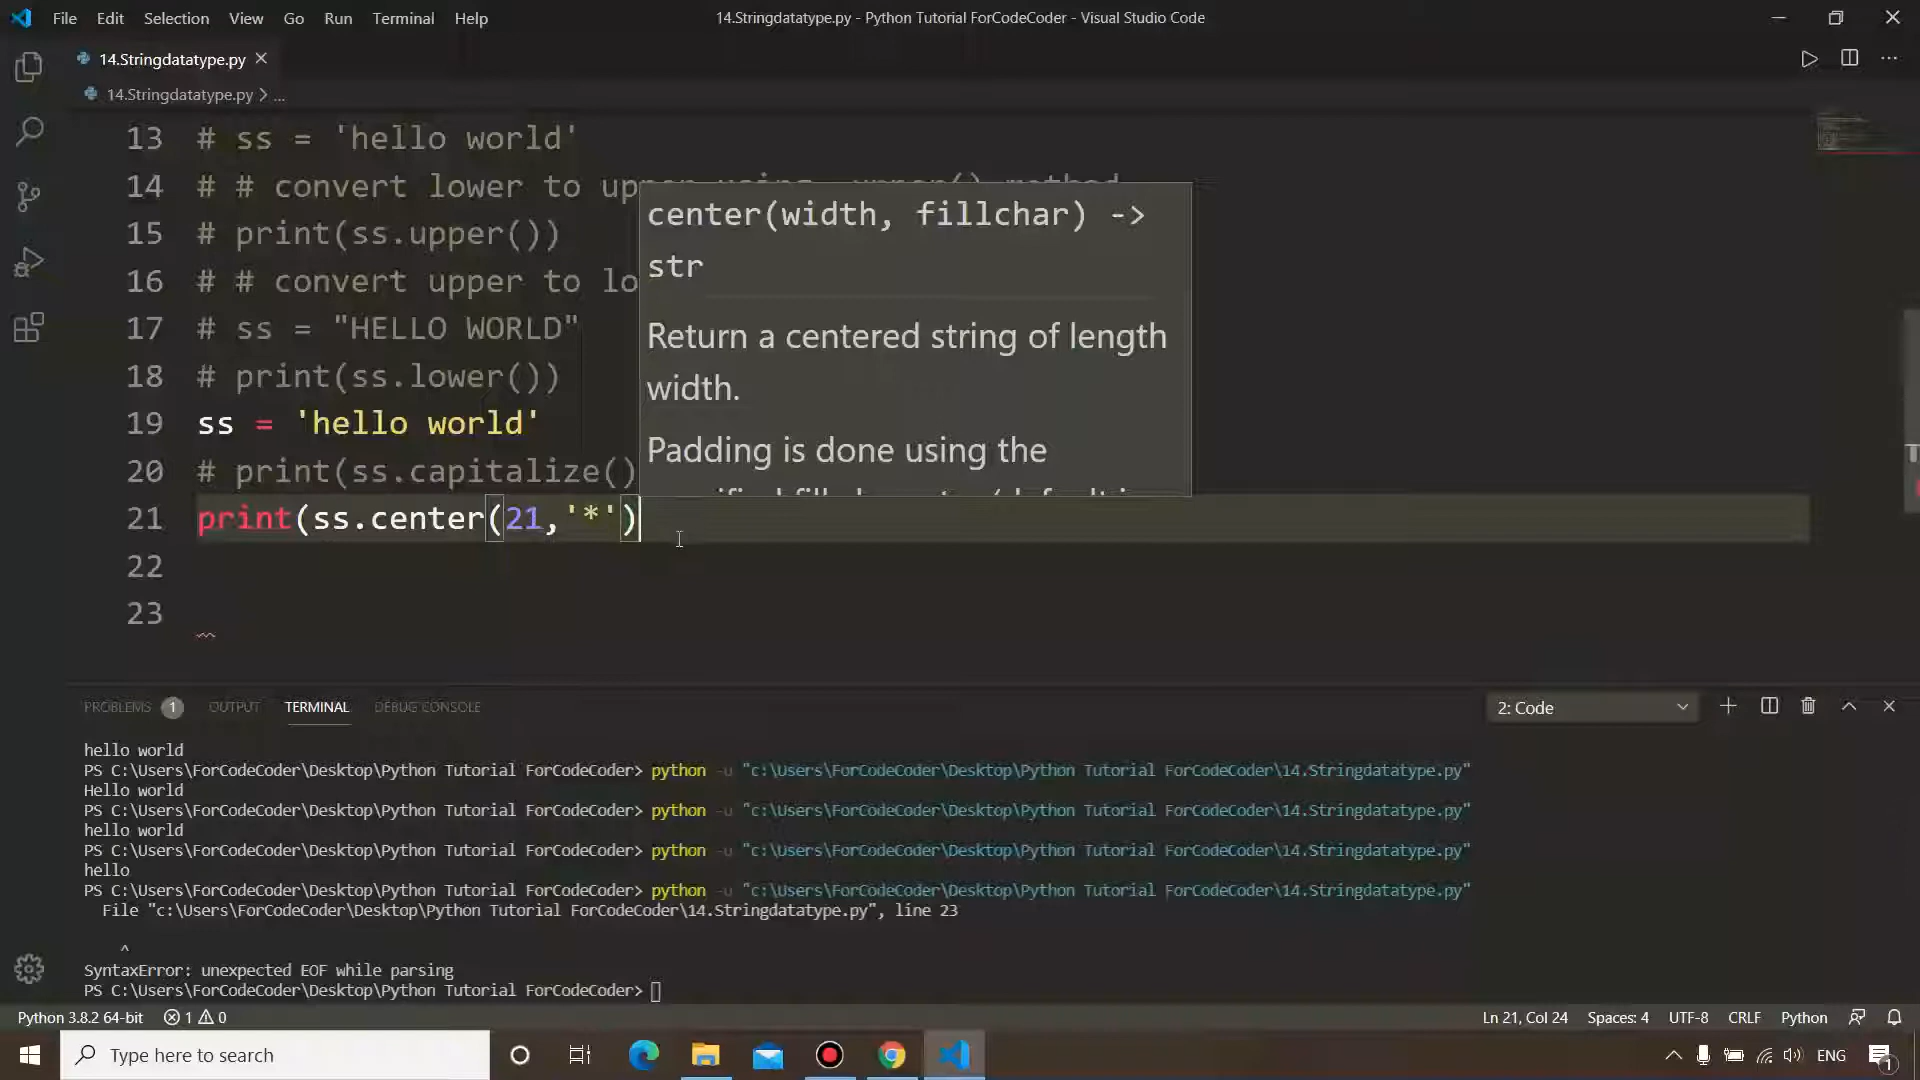 File Edit Selection View Go Run Terminal Help
14.Stringdatatype.py - Python Tutorial ForCodeCoder - Visual Studio Code
14.Stringdatatype.py
14.Stringdatatype.py > ...
13 # ss = 'hello world'
14 # # convert lower to upper using upper() method
15 # print(ss.upper())
16 # # convert upper to lo
17 # ss = "HELLO WORLD"
18 # print(ss.lower())
19 ss = 'hello world'
20 # print(ss.capitalize()
21 print(ss.center(21,'*')
22
23
center(width, fillchar) ->
str
Return a centered string of length
width.
Padding is done using the
PROBLEMS 1 OUTPUT TERMINAL DEBUG CONSOLE
2: Code
hello world
PS C:\Users\ForCodeCoder\Desktop\Python Tutorial ForCodeCoder> python -u "c:\Users\ForCodeCoder\Desktop\Python Tutorial ForCodeCoder\14.Stringdatatype.py"
Hello world
PS C:\Users\ForCodeCoder\Desktop\Python Tutorial ForCodeCoder> python -u "c:\Users\ForCodeCoder\Desktop\Python Tutorial ForCodeCoder\14.Stringdatatype.py"
hello world
PS C:\Users\ForCodeCoder\Desktop\Python Tutorial ForCodeCoder> python -u "c:\Users\ForCodeCoder\Desktop\Python Tutorial ForCodeCoder\14.Stringdatatype.py"
hello
PS C:\Users\ForCodeCoder\Desktop\Python Tutorial ForCodeCoder> python -u "c:\Users\ForCodeCoder\Desktop\Python Tutorial ForCodeCoder\14.Stringdatatype.py"
File "c:\Users\ForCodeCoder\Desktop\Python Tutorial ForCodeCoder\14.Stringdatatype.py", line 23
^
SyntaxError: unexpected EOF while parsing
PS C:\Users\ForCodeCoder\Desktop\Python Tutorial ForCodeCoder>
Python 3.8.2 64-bit 1 0
Ln 21, Col 24 Spaces: 4 UTF-8 CRLF Python
Type here to search
ENG
1